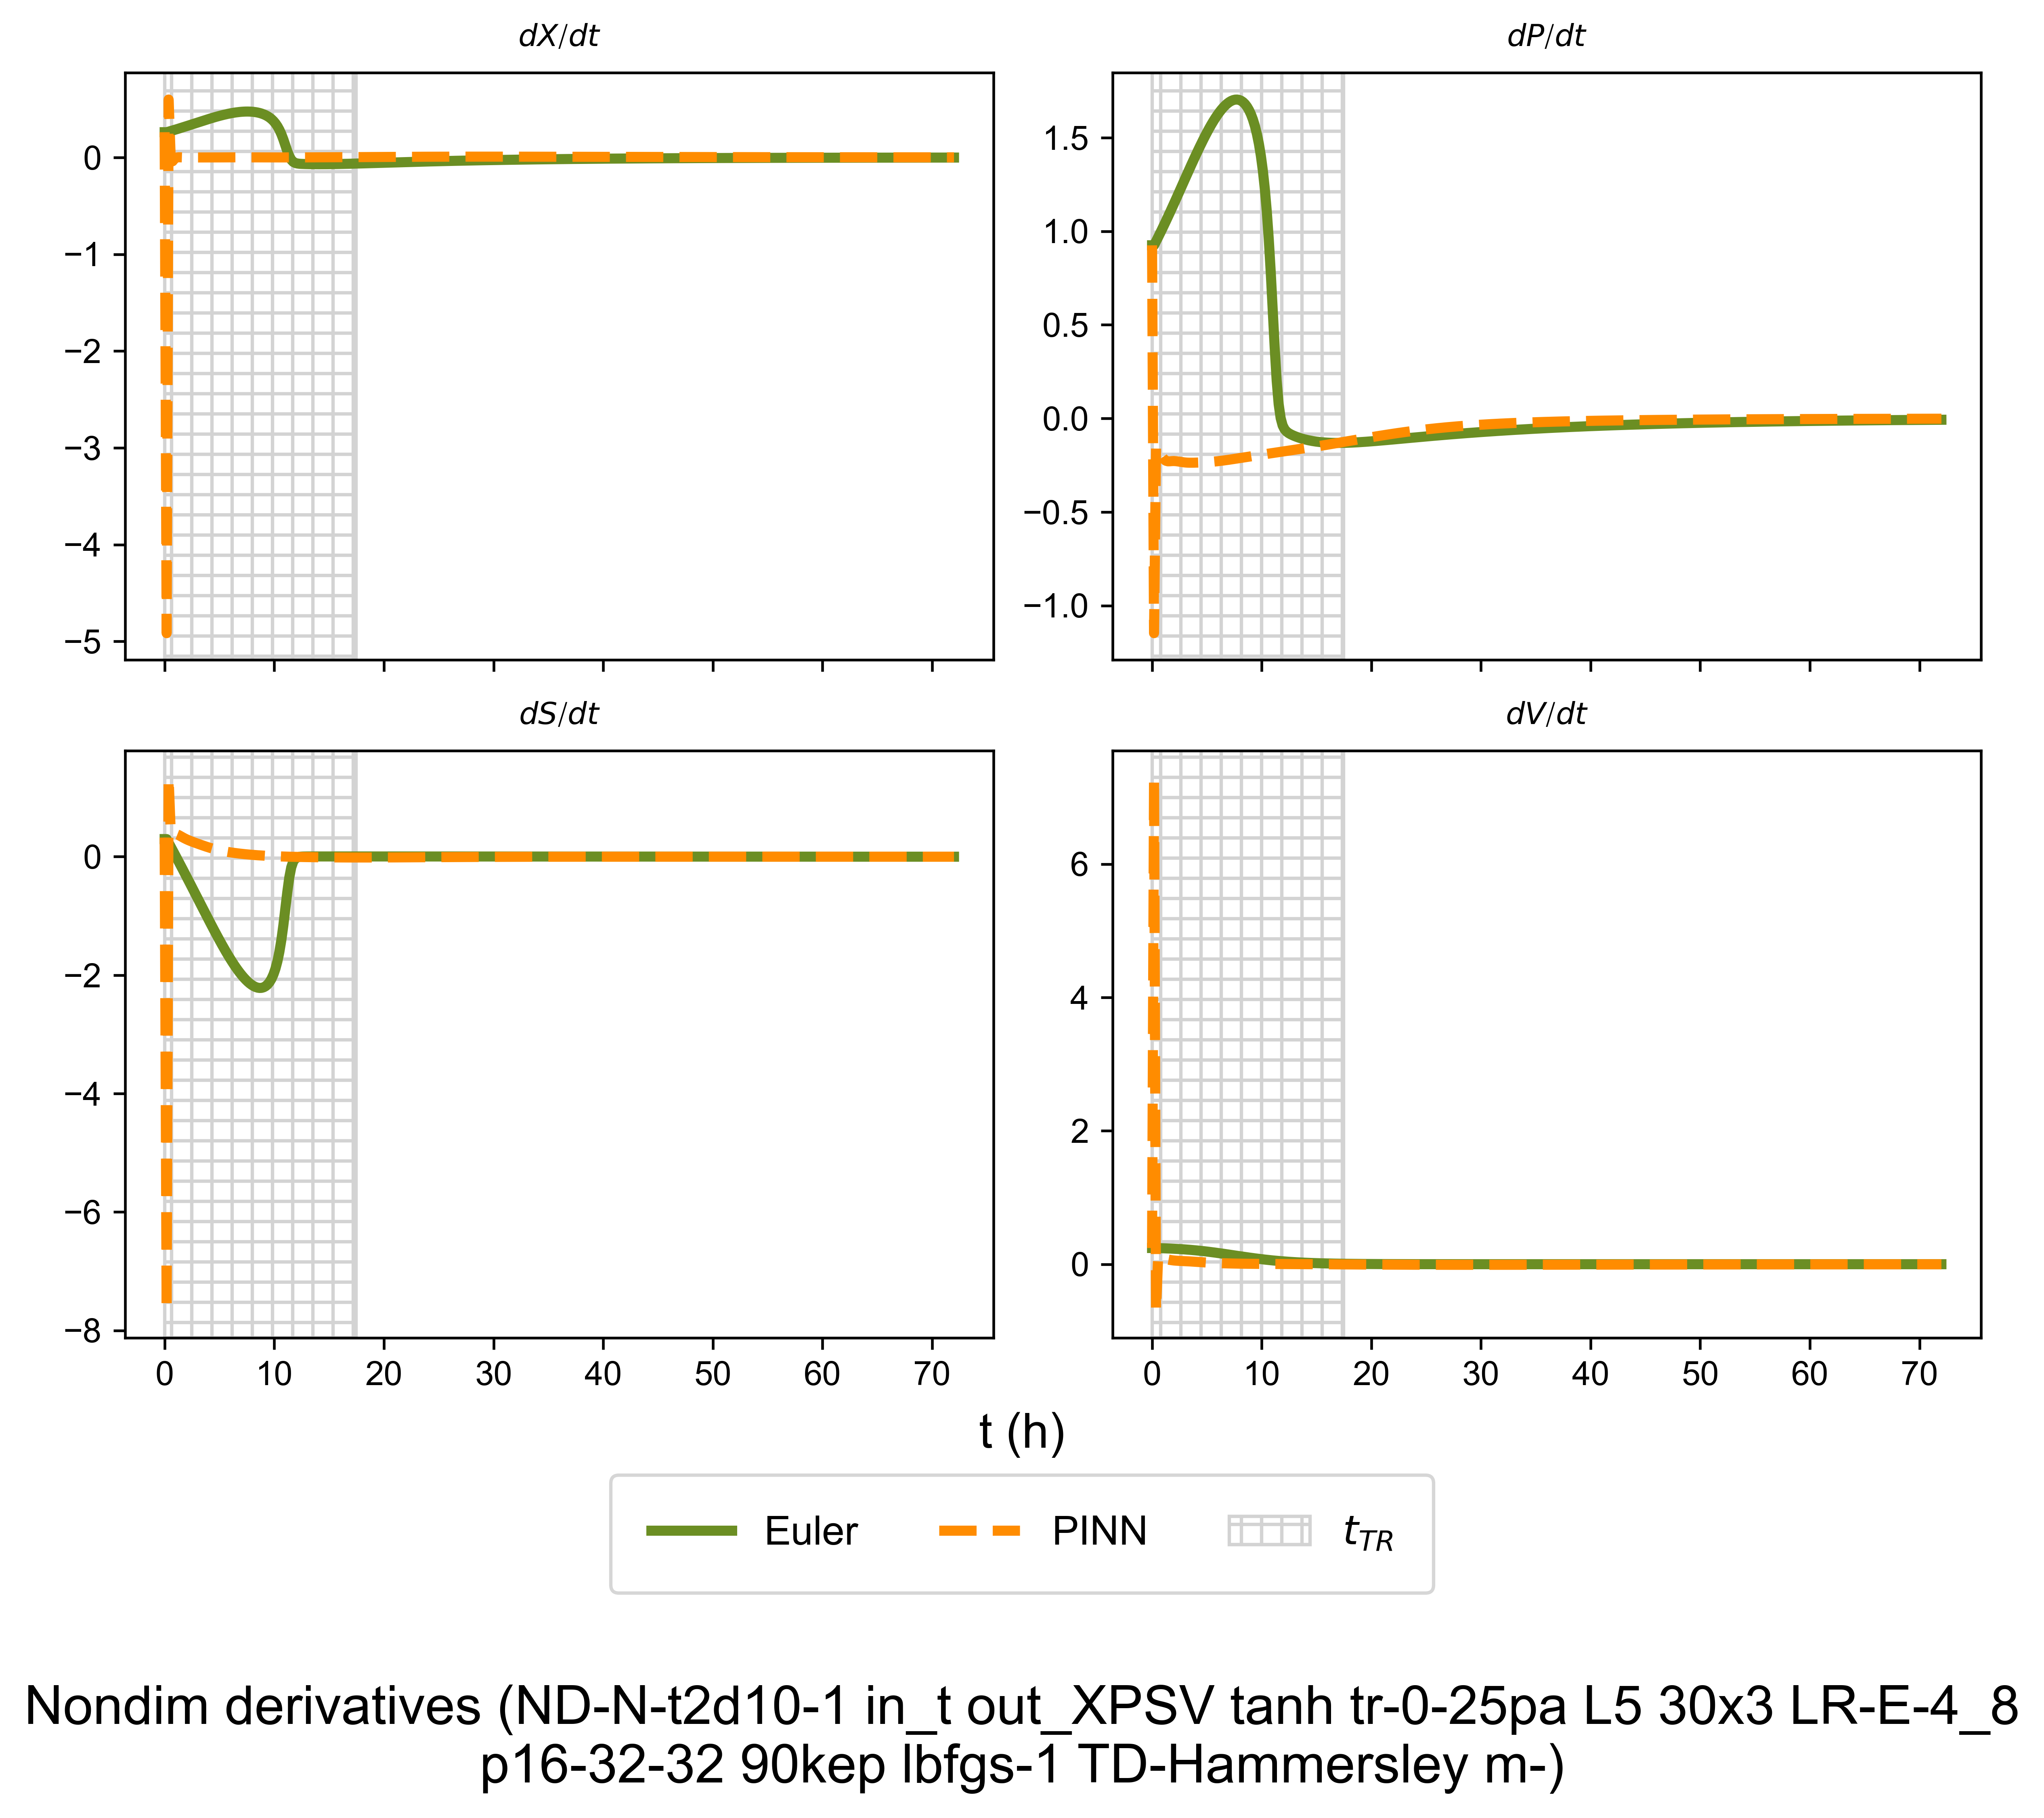 dX/dt
dP/dt
0
−1
−2
−3
−4
−5
1.5
1.0
0.5
0.0
−0.5
−1.0
dS/dt
dV/dt
0
−2
−4
−6
−8
6
4
2
0
0 10 20 30 40 50 60 70
0 10 20 30 40 50 60 70
t (h)
Euler PINN t_TR
Nondim derivatives (ND-N-t2d10-1 in_t out_XPSV tanh tr-0-25pa L5 30x3 LR-E-4_8
p16-32-32 90kep lbfgs-1 TD-Hammersley m-)